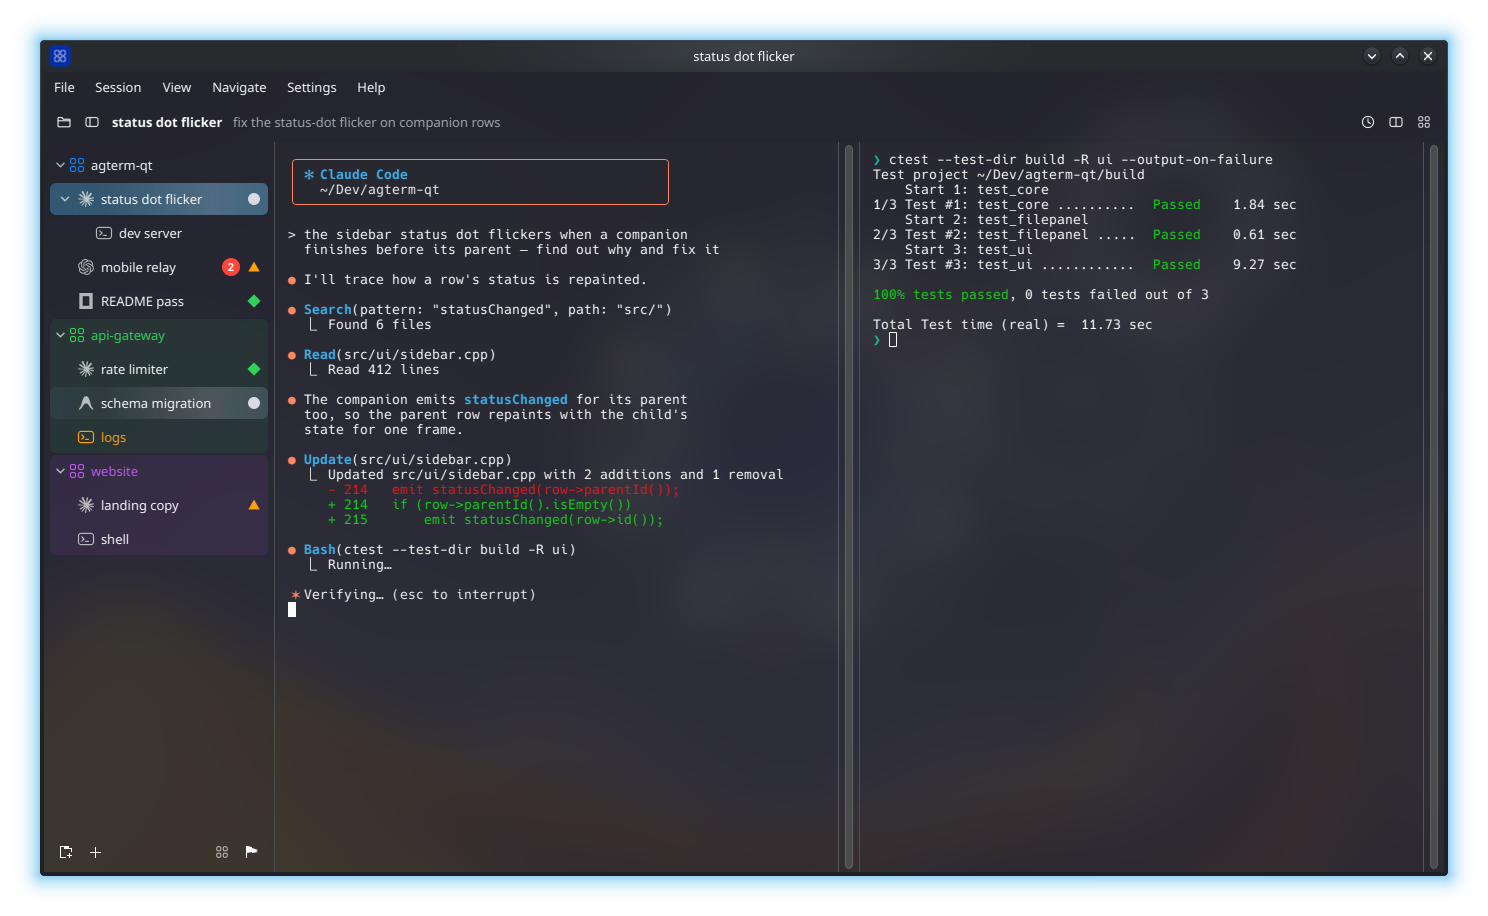 status dot flicker
File Session View Navigate Settings Help
status dot flicker fix the status-dot flicker on companion rows
agterm-qt
status dot flicker
dev server
mobile relay 2
README pass
api-gateway
rate limiter
schema migration
logs
website
landing copy
shell
✻ Claude Code
~/Dev/agterm-qt
> the sidebar status dot flickers when a companion
finishes before its parent — find out why and fix it
● I'll trace how a row's status is repainted.
● Search(pattern: "statusChanged", path: "src/")
⎿ Found 6 files
● Read(src/ui/sidebar.cpp)
⎿ Read 412 lines
● The companion emits statusChanged for its parent
too, so the parent row repaints with the child's
state for one frame.
● Update(src/ui/sidebar.cpp)
⎿ Updated src/ui/sidebar.cpp with 2 additions and 1 removal
- 214 emit statusChanged(row->parentId());
+ 214 if (row->parentId().isEmpty())
+ 215 emit statusChanged(row->id());
● Bash(ctest --test-dir build -R ui)
⎿ Running…
✶ Verifying… (esc to interrupt)
❯ ctest --test-dir build -R ui --output-on-failure
Test project ~/Dev/agterm-qt/build
Start 1: test_core
1/3 Test #1: test_core .......... Passed 1.84 sec
Start 2: test_filepanel
2/3 Test #2: test_filepanel ..... Passed 0.61 sec
Start 3: test_ui
3/3 Test #3: test_ui ............ Passed 9.27 sec
100% tests passed, 0 tests failed out of 3
Total Test time (real) = 11.73 sec
❯